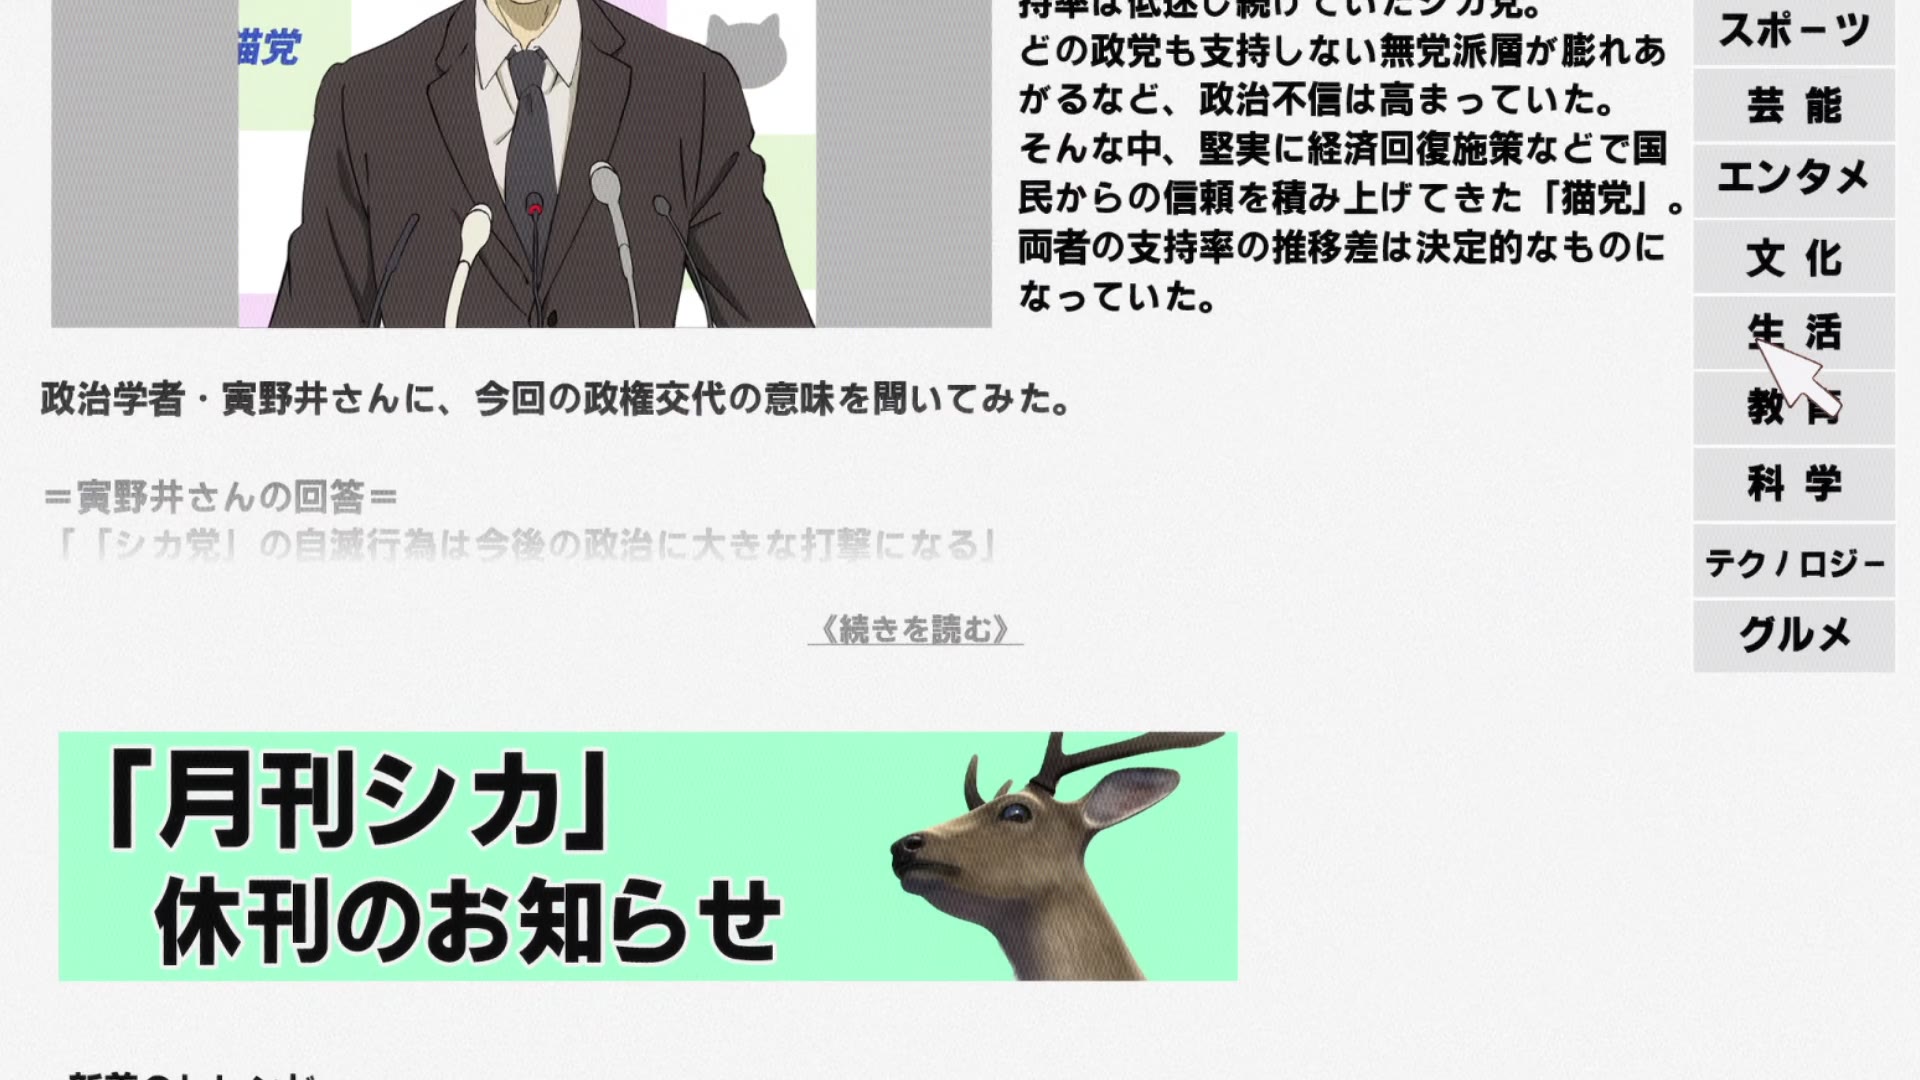 猫党
持率は低迷し続けていたシカ党。
どの政党も支持しない無党派層が膨れあ
がるなど、政治不信は高まっていた。
そんな中、堅実に経済回復施策などで国
民からの信頼を積み上げてきた「猫党」。
両者の支持率の推移差は決定的なものに
なっていた。
政治学者・寅野井さんに、今回の政権交代の意味を聞いてみた。
＝寅野井さんの回答＝
「「シカ党」の自滅行為は今後の政治に大きな打撃になる」
《続きを読む》
「月刊シカ」
休刊のお知らせ
スポーツ
芸能
エンタメ
文化
生活
教育
科学
テクノロジー
グルメ